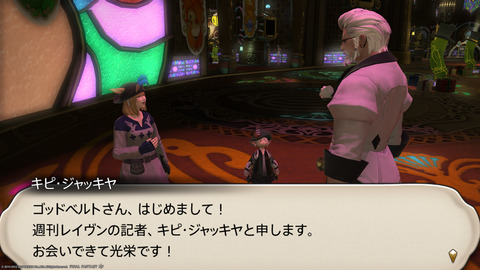 キピ・ジャッキヤ
ゴッドベルトさん、はじめまして！
週刊レイヴンの記者、キピ・ジャッキヤと申します。
お会いできて光栄です！